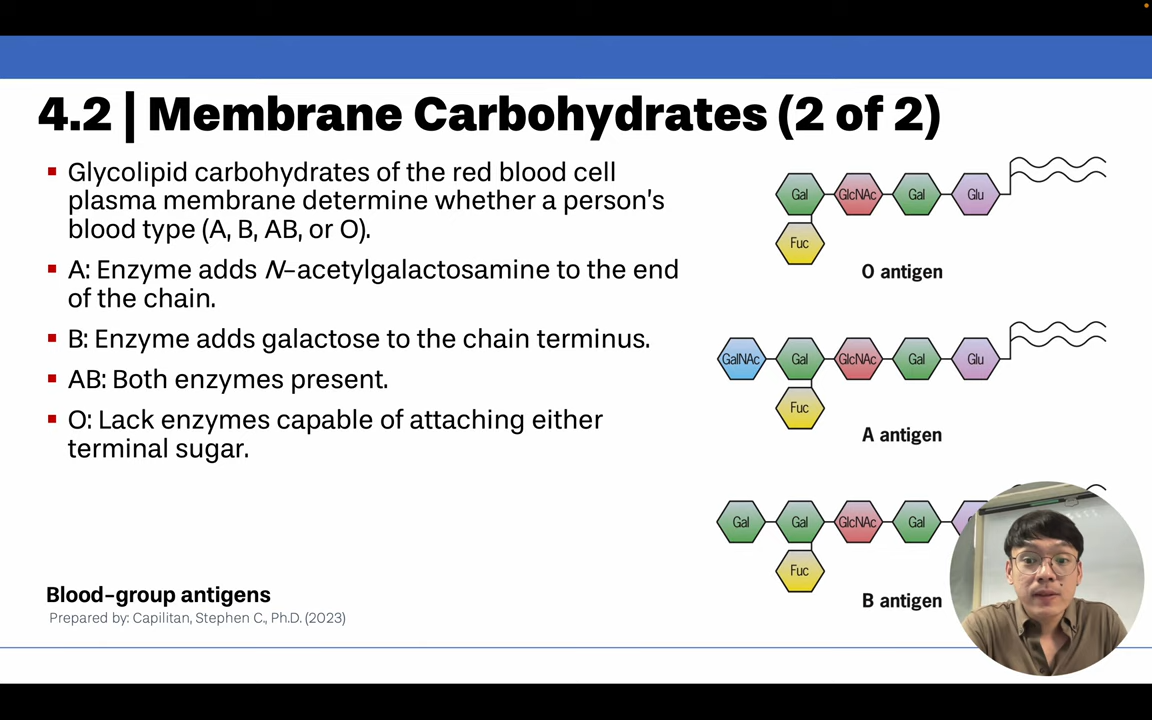 4.2 | Membrane Carbohydrates (2 of 2)
Glycolipid carbohydrates of the red blood cell
plasma membrane determine whether a person's
blood type (A, B, AB, or O).
A: Enzyme adds N-acetylgalactosamine to the end
of the chain.
B: Enzyme adds galactose to the chain terminus.
AB: Both enzymes present.
O: Lack enzymes capable of attaching either
terminal sugar.
Gal GlcNAc Gal Glu
Fuc
O antigen
GalNAc Gal GlcNAc Gal Glu
Fuc
A antigen
Gal Gal GlcNAc Gal
Fuc
B antigen
Blood-group antigens
Prepared by: Capilitan, Stephen C., Ph.D. (2023)